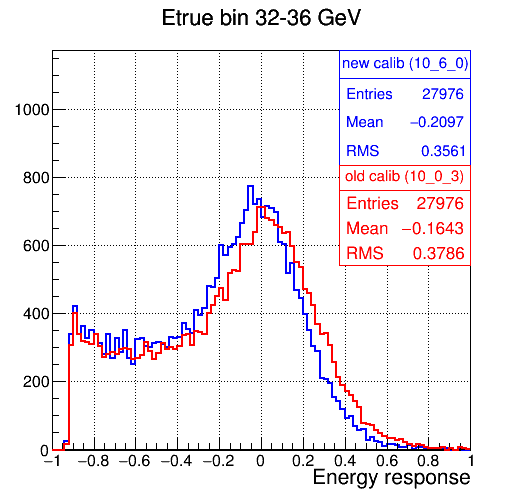 Etrue bin 32-36 GeV
new calib (10_6_0)
Entries 27976
Mean −0.2097
RMS 0.3561
old calib (10_0_3)
Entries 27976
Mean −0.1643
RMS 0.3786
1000
800
600
400
200
0
−1 −0.8 −0.6 −0.4 −0.2 0 0.2 0.4 0.6 0.8 1
Energy response